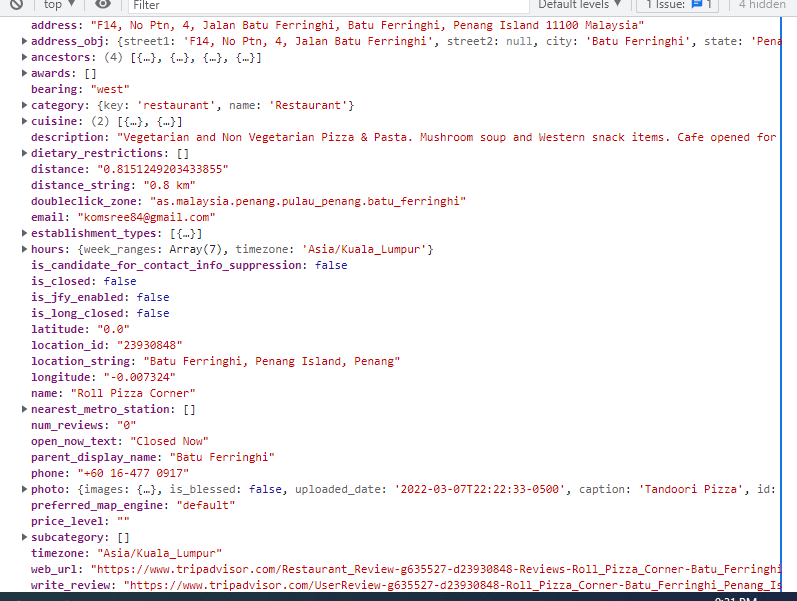 top ▼ Filter Default levels ▼ 1 Issue: 1 4 hidden
address: "F14, No Ptn, 4, Jalan Batu Ferringhi, Batu Ferringhi, Penang Island 11100 Malaysia"
address_obj: {street1: 'F14, No Ptn, 4, Jalan Batu Ferringhi', street2: null, city: 'Batu Ferringhi', state: 'Pena
ancestors: (4) [{…}, {…}, {…}, {…}]
awards: []
bearing: "west"
category: {key: 'restaurant', name: 'Restaurant'}
cuisine: (2) [{…}, {…}]
description: "Vegetarian and Non Vegetarian Pizza & Pasta. Mushroom soup and Western snack items. Cafe opened for
dietary_restrictions: []
distance: "0.8151249203433855"
distance_string: "0.8 km"
doubleclick_zone: "as.malaysia.penang.pulau_penang.batu_ferringhi"
email: "komsree84@gmail.com"
establishment_types: [{…}]
hours: {week_ranges: Array(7), timezone: 'Asia/Kuala_Lumpur'}
is_candidate_for_contact_info_suppression: false
is_closed: false
is_jfy_enabled: false
is_long_closed: false
latitude: "0.0"
location_id: "23930848"
location_string: "Batu Ferringhi, Penang Island, Penang"
longitude: "-0.007324"
name: "Roll Pizza Corner"
nearest_metro_station: []
num_reviews: "0"
open_now_text: "Closed Now"
parent_display_name: "Batu Ferringhi"
phone: "+60 16-477 0917"
photo: {images: {…}, is_blessed: false, uploaded_date: '2022-03-07T22:22:33-0500', caption: 'Tandoori Pizza', id:
preferred_map_engine: "default"
price_level: ""
subcategory: []
timezone: "Asia/Kuala_Lumpur"
web_url: "https://www.tripadvisor.com/Restaurant_Review-g635527-d23930848-Reviews-Roll_Pizza_Corner-Batu_Ferringhi
write_review: "https://www.tripadvisor.com/UserReview-g635527-d23930848-Roll_Pizza_Corner-Batu_Ferringhi_Penang_Is